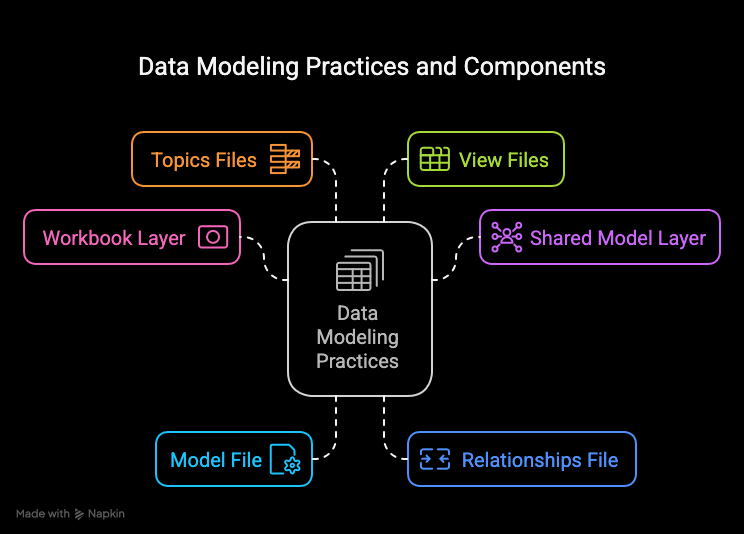 Data Modeling Practices and Components
Topics Files
View Files
Workbook Layer
Shared Model Layer
Data
Modeling
Practices
Model File
Relationships File
Made with Napkin